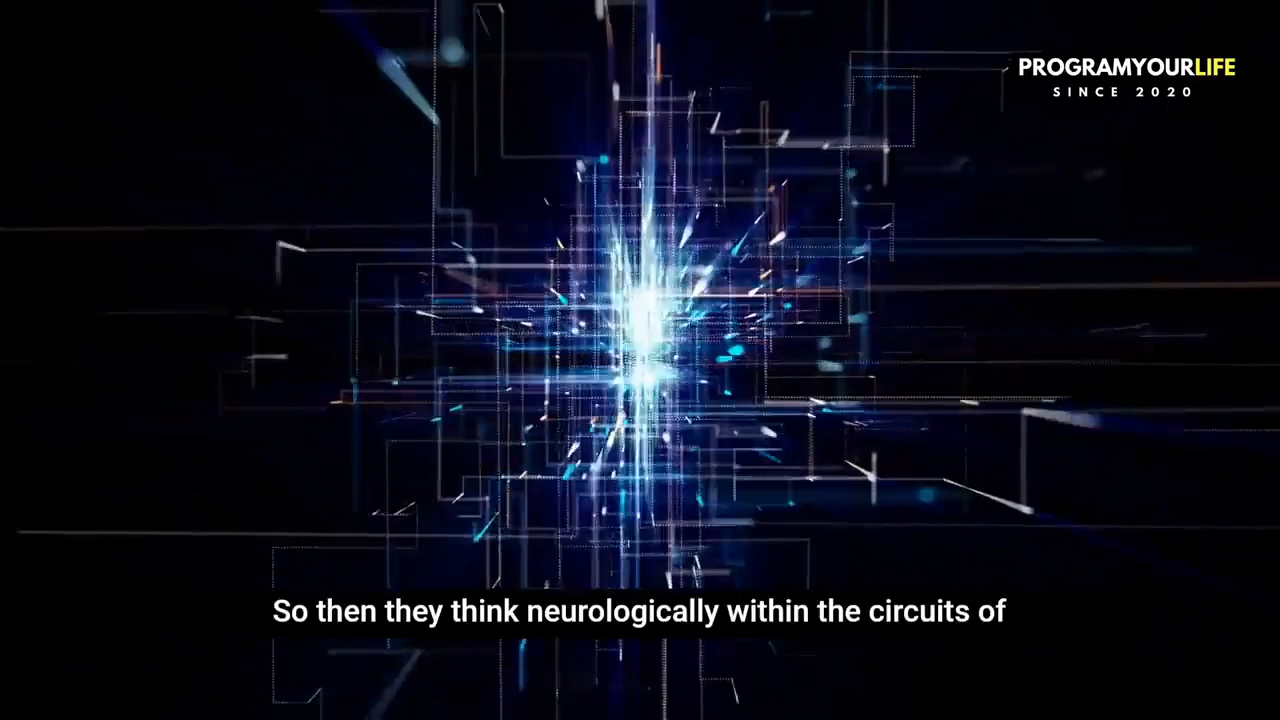 PROGRAMYOURLIFE
SINCE 2020
So then they think neurologically within the circuits of